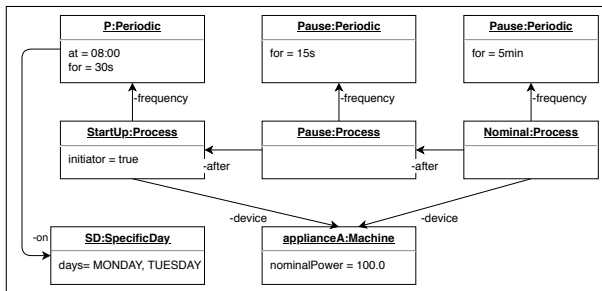 P:Periodic
at = 08:00
for = 30s
Pause:Periodic
for = 15s
Pause:Periodic
for = 5min
-frequency
-frequency
-frequency
StartUp:Process
initiator = true
-after
Pause:Process
-after
Nominal:Process
-device
-device
-on
SD:SpecificDay
days= MONDAY, TUESDAY
applianceA:Machine
nominalPower = 100.0